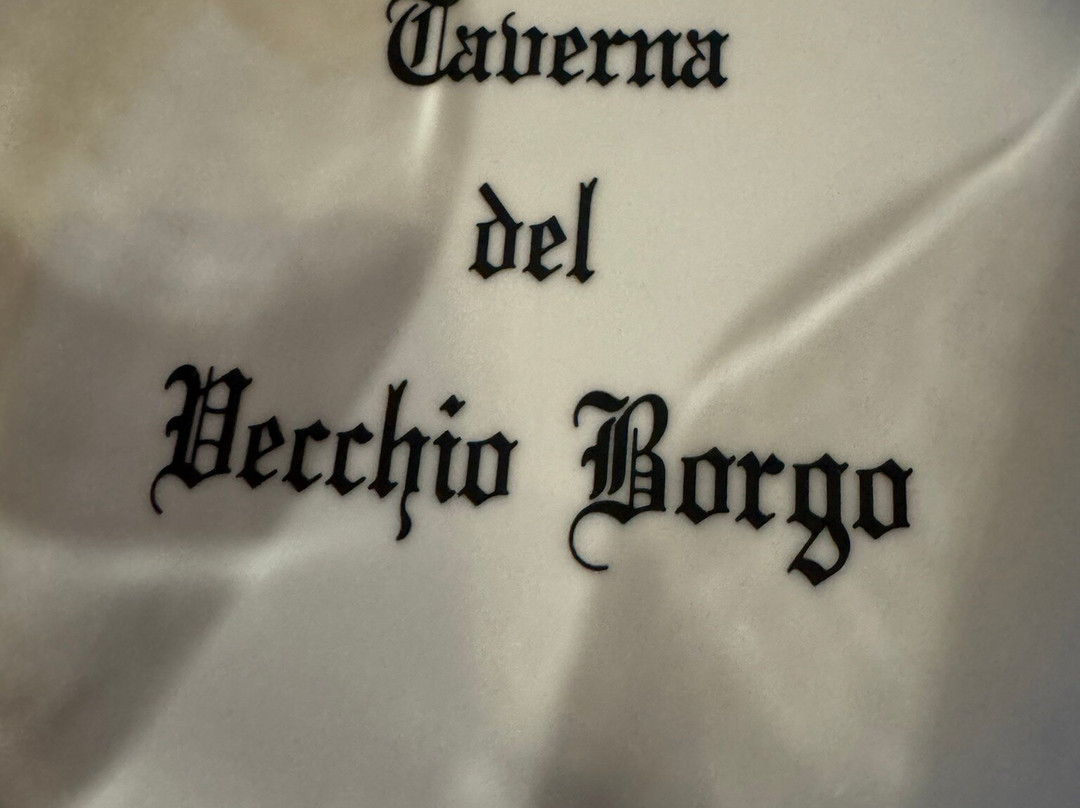 Taverna
del
Vecchio Borgo